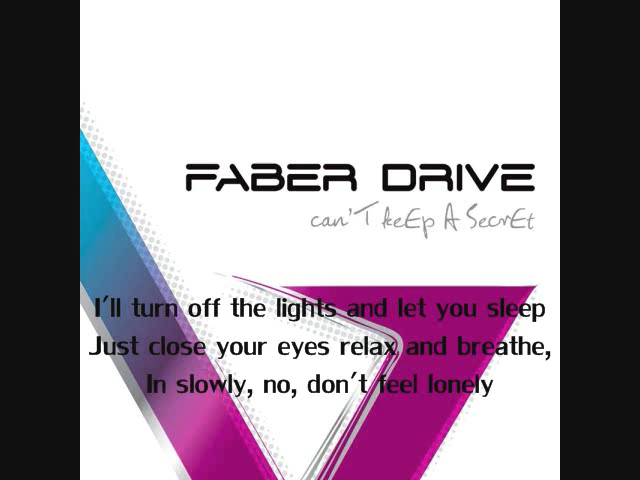 FABER DRIVE
can'T keEp A SecrEt
I'll turn off the lights and let you sleep
Just close your eyes relax and breathe,
In slowly, no, don't feel lonely